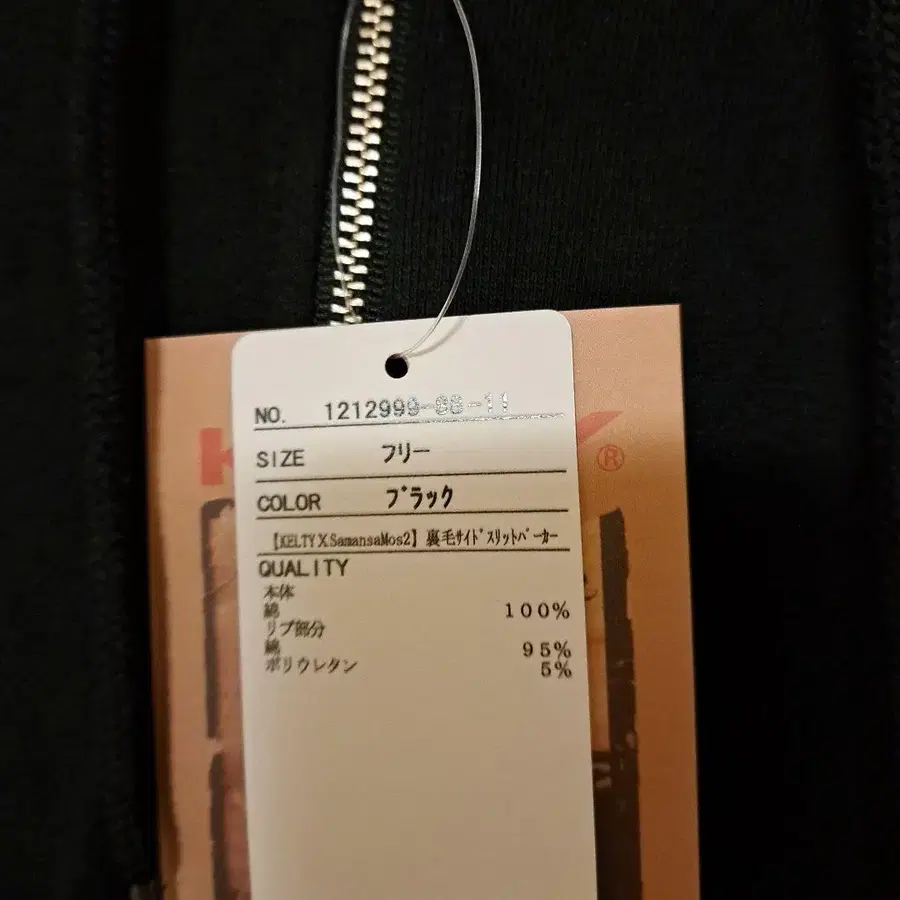 NO. 1212999-98-11
SIZE フリー
COLOR ブラック
【KELTY×SamansaMos2】裏毛サイドスリットパーカー
QUALITY
本体
綿 100%
リブ部分
綿 95%
ポリウレタン 5%
®